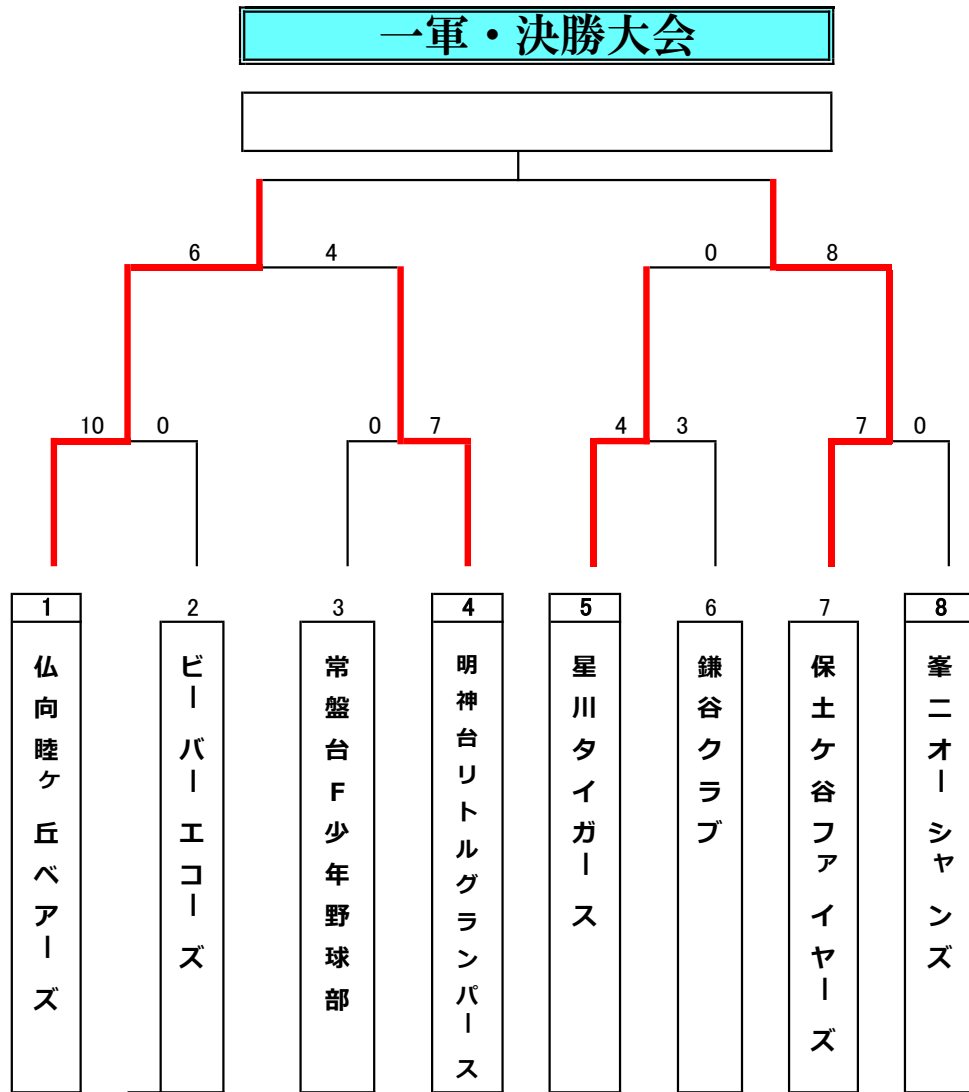 一軍・決勝大会
6 4 0 8
10 0 0 7 4 3 7 0
1 2 3 4 5 6 7 8
仏向睦ヶ丘ベアーズ
ビーバーエコーズ
常盤台F少年野球部
明神台リトルグランパース
星川タイガース
鎌谷クラブ
保土ケ谷ファイヤーズ
峯二オーシャンズ